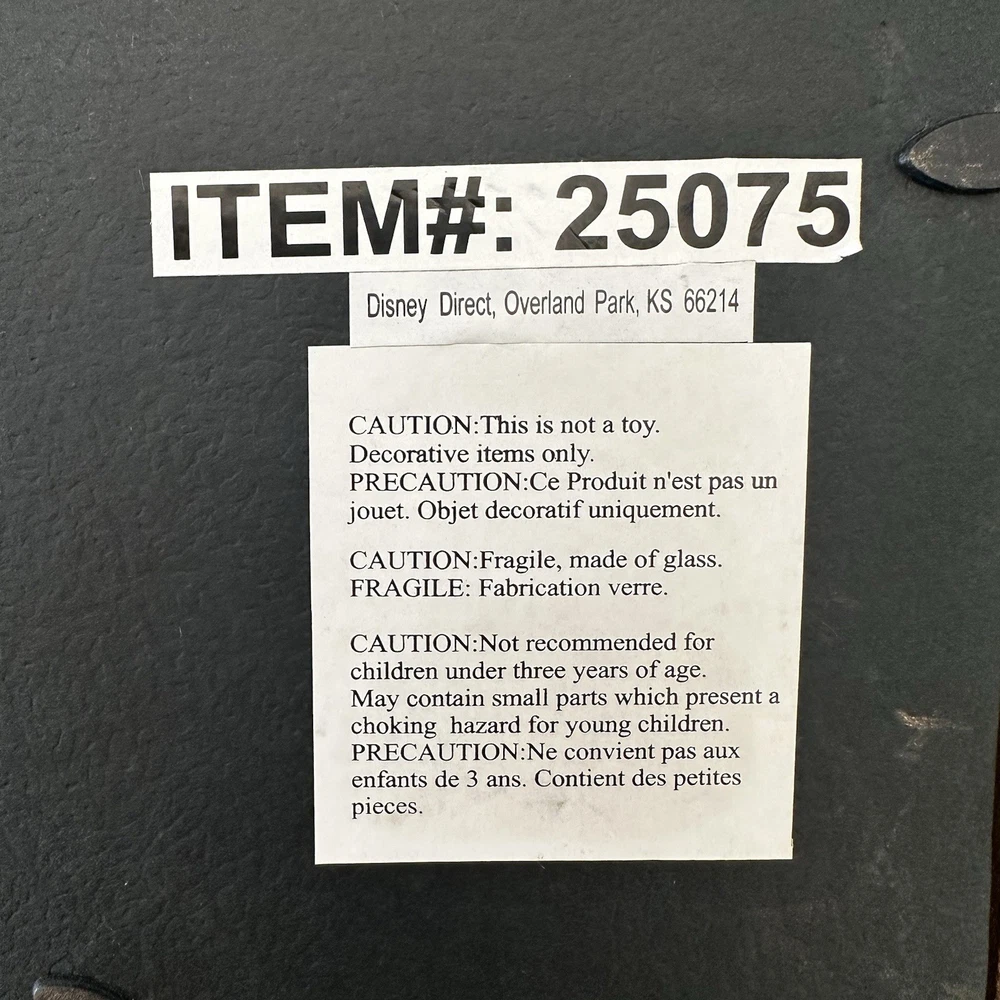 ITEM#: 25075
Disney Direct, Overland Park, KS 66214
CAUTION:This is not a toy.
Decorative items only.
PRECAUTION:Ce Produit n'est pas un
jouet. Objet decoratif uniquement.
CAUTION:Fragile, made of glass.
FRAGILE: Fabrication verre.
CAUTION:Not recommended for
children under three years of age.
May contain small parts which present a
choking hazard for young children.
PRECAUTION:Ne convient pas aux
enfants de 3 ans. Contient des petites
pieces.